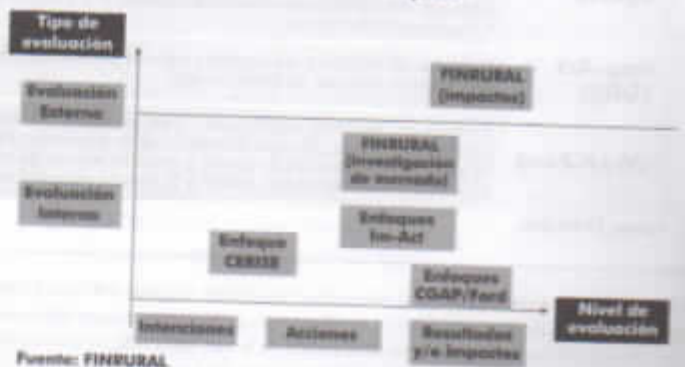 Tipo de
evaluación
FINRURAL
(impactos)
Evaluación
Externa
FINRURAL
(investigación
de mercado)
Evaluación
Interna
Enfoques
Im-Act
Enfoque
CERISE
Enfoques
CGAP/Ford
Nivel de
evaluación
Intenciones
Acciones
Resultados
y/o impactos
Fuente: FINRURAL